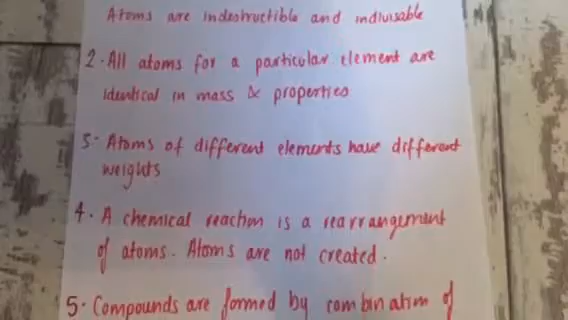 Atoms are indestructible and indivisable
2. All atoms for a particular element are
identical in mass & properties
3. Atoms of different elements have different
weights
4. A chemical reaction is a rearrangement
of atoms. Atoms are not created.
5. Compounds are formed by combination of